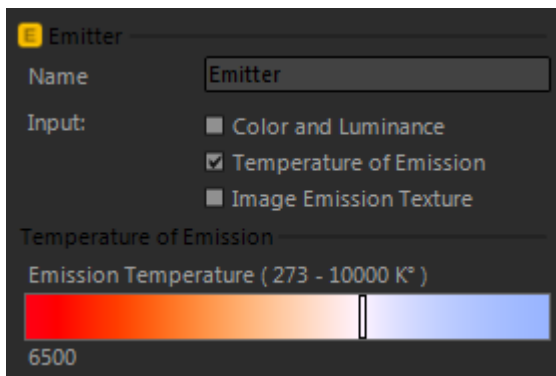 E Emitter
Name Emitter
Input: Color and Luminance
Temperature of Emission
Image Emission Texture
Temperature of Emission
Emission Temperature ( 273 - 10000 K° )
6500